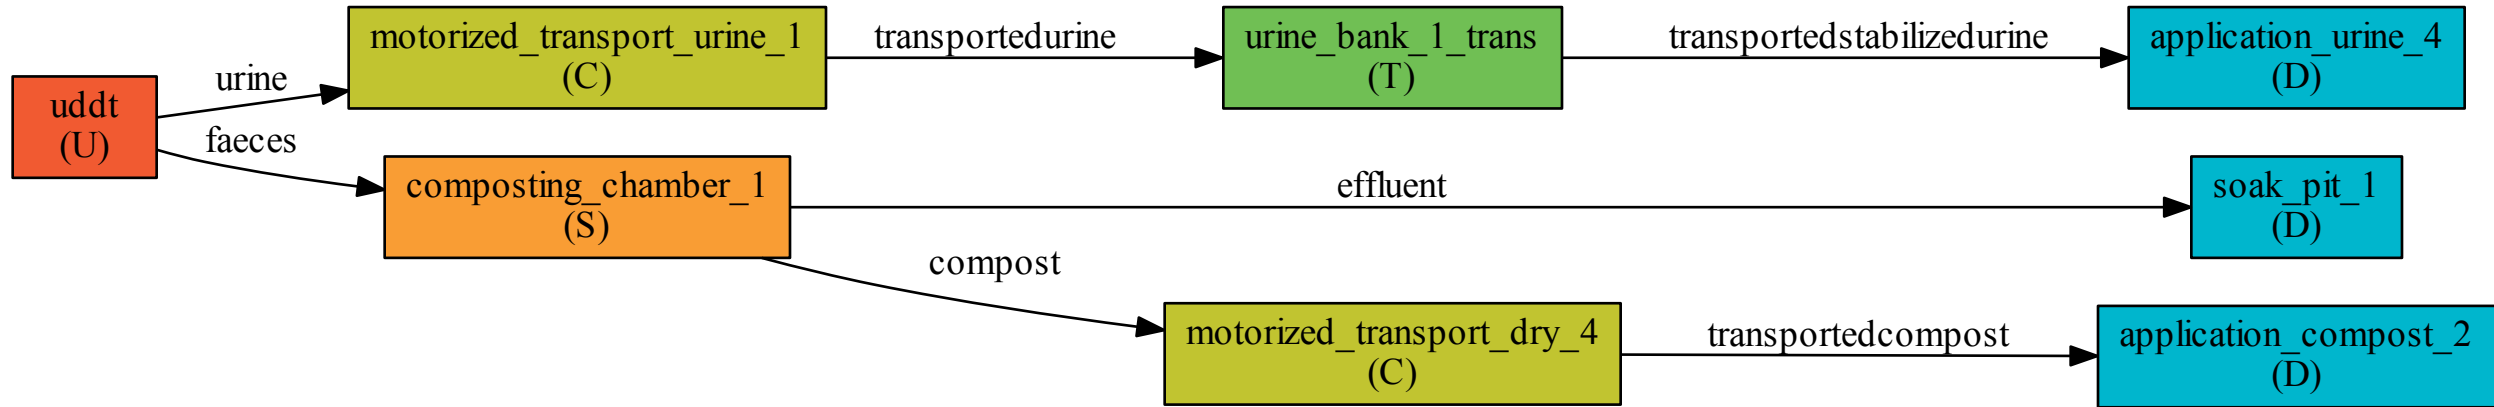 uddt
(U)
urine
faeces
motorized_transport_urine_1
(C)
transportedurine
urine_bank_1_trans
(T)
transportedstabilizedurine
application_urine_4
(D)
composting_chamber_1
(S)
effluent
soak_pit_1
(D)
compost
motorized_transport_dry_4
(C)
transportedcompost
application_compost_2
(D)